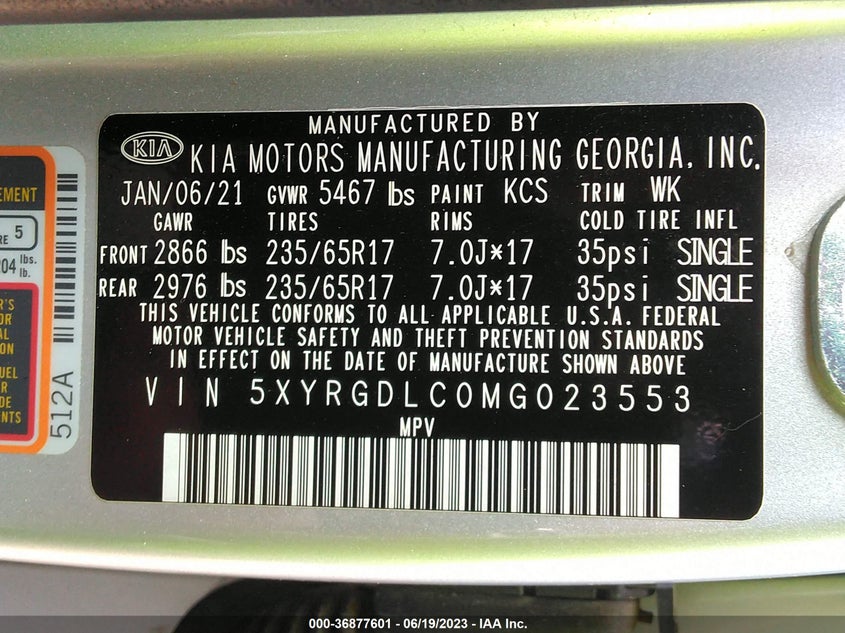 MANUFACTURED BY
KIA KIA MOTORS MANUFACTURING GEORGIA, INC.
JAN/06/21 GVWR 5467 lbs PAINT KCS TRIM WK
GAWR TIRES RIMS COLD TIRE INFL
FRONT 2866 lbs 235/65R17 7.0J*17 35psi SINGLE
REAR 2976 lbs 235/65R17 7.0J*17 35psi SINGLE
THIS VEHICLE CONFORMS TO ALL APPLICABLE U.S.A. FEDERAL
MOTOR VEHICLE SAFETY AND THEFT PREVENTION STANDARDS
IN EFFECT ON THE DATE OF MANUFACTURE SHOWN ABOVE
VIN 5XYRGDLC0MG023553
MPV
5
lbs.
lb.
512A
000-36877601 - 06/19/2023 - IAA Inc.